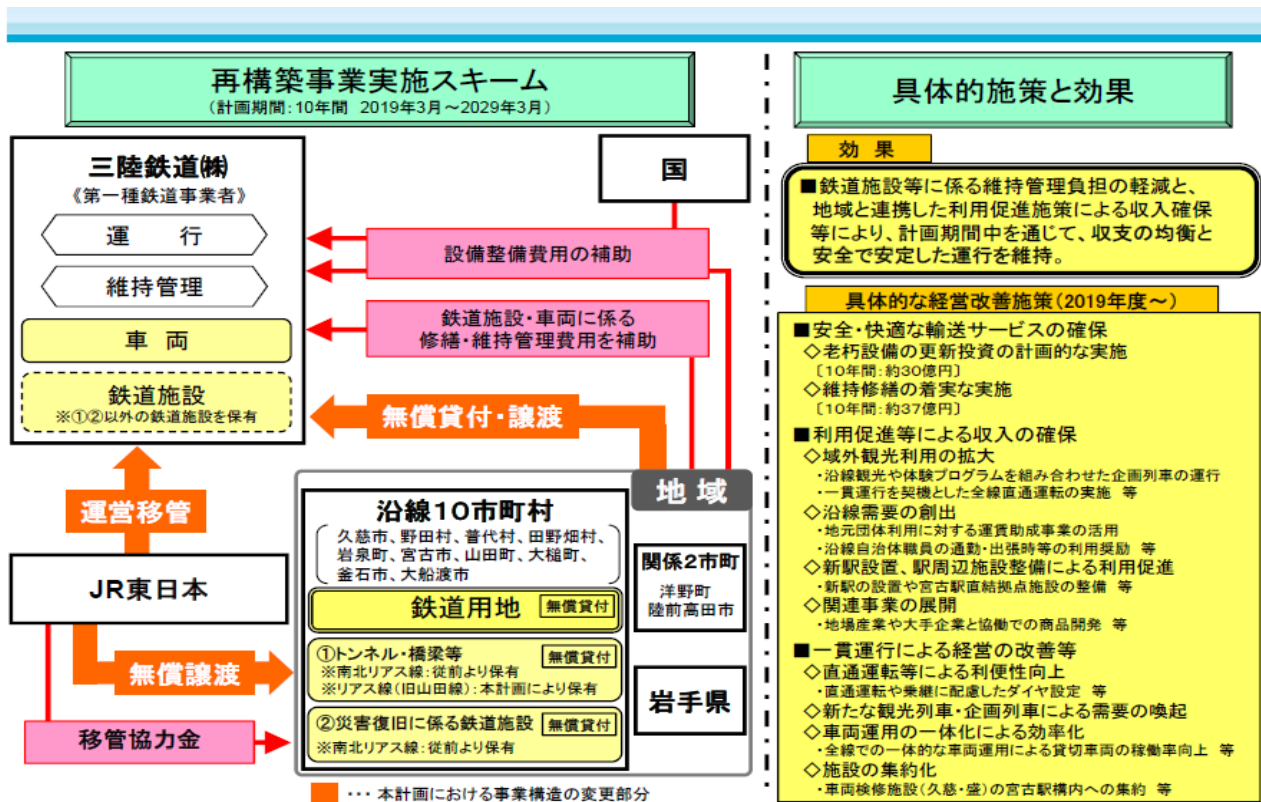 再構築事業実施スキーム
（計画期間：10年間　2019年3月～2029年3月）
三陸鉄道㈱
《第一種鉄道事業者》
運　行
維持管理
車 両
鉄道施設
※①②以外の鉄道施設を保有
国
設備整備費用の補助
鉄道施設・車両に係る
修繕・維持管理費用を補助
無償貸付・譲渡
運営移管
JR東日本
無償譲渡
移管協力金
地 域
沿線10市町村
久慈市、野田村、普代村、田野畑村、
岩泉町、宮古市、山田町、大槌町、
釜石市、大船渡市
鉄道用地　無償貸付
①トンネル・橋梁等　無償貸付
※南北リアス線：従前より保有
※リアス線（旧山田線）：本計画により保有
②災害復旧に係る鉄道施設　無償貸付
※南北リアス線：従前より保有
関係2市町
洋野町
陸前高田市
岩手県
･･･ 本計画における事業構造の変更部分
具体的施策と効果
効 果
■鉄道施設等に係る維持管理負担の軽減と、
地域と連携した利用促進施策による収入確保
等により、計画期間中を通じて、収支の均衡と
安全で安定した運行を維持。
具体的な経営改善施策（2019年度～）
■安全・快適な輸送サービスの確保
◇老朽設備の更新投資の計画的な実施
〔10年間：約30億円〕
◇維持修繕の着実な実施
〔10年間：約37億円〕
■利用促進等による収入の確保
◇域外観光利用の拡大
・沿線観光や体験プログラムを組み合わせた企画列車の運行
・一貫運行を契機とした全線直通運転の実施 等
◇沿線需要の創出
・地元団体利用に対する運賃助成事業の活用
・沿線自治体職員の通勤・出張時等の利用奨励 等
◇新駅設置、駅周辺施設整備による利用促進
・新駅の設置や宮古駅直結拠点施設の整備 等
◇関連事業の展開
・地場産業や大手企業と協働での商品開発 等
■一貫運行による経営の改善等
◇直通運転等による利便性向上
・直通運転や乗継に配慮したダイヤ設定 等
◇新たな観光列車・企画列車による需要の喚起
◇車両運用の一体化による効率化
・全線での一体的な車両運用による貸切車両の稼働率向上 等
◇施設の集約化
・車両検修施設（久慈・盛）の宮古駅構内への集約 等